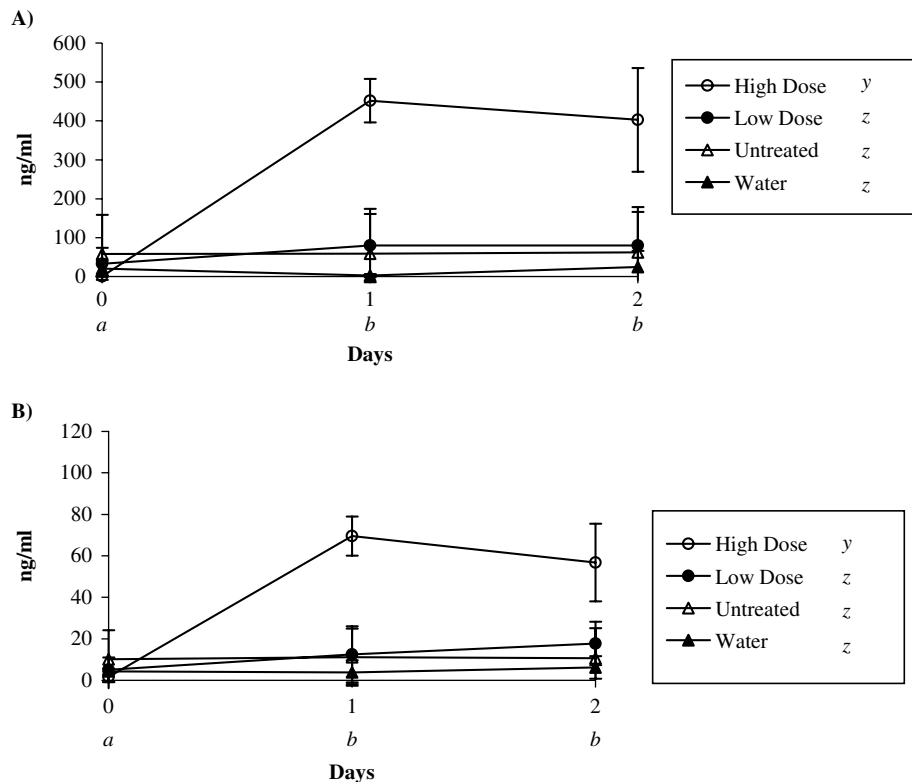 A)
600
500
400
300
200
100
0
ng/ml
0 1 2
a b b
Days
High Dose y
Low Dose z
Untreated z
Water z
B)
120
100
80
60
40
20
0
ng/ml
0 1 2
a b b
Days
High Dose y
Low Dose z
Untreated z
Water z